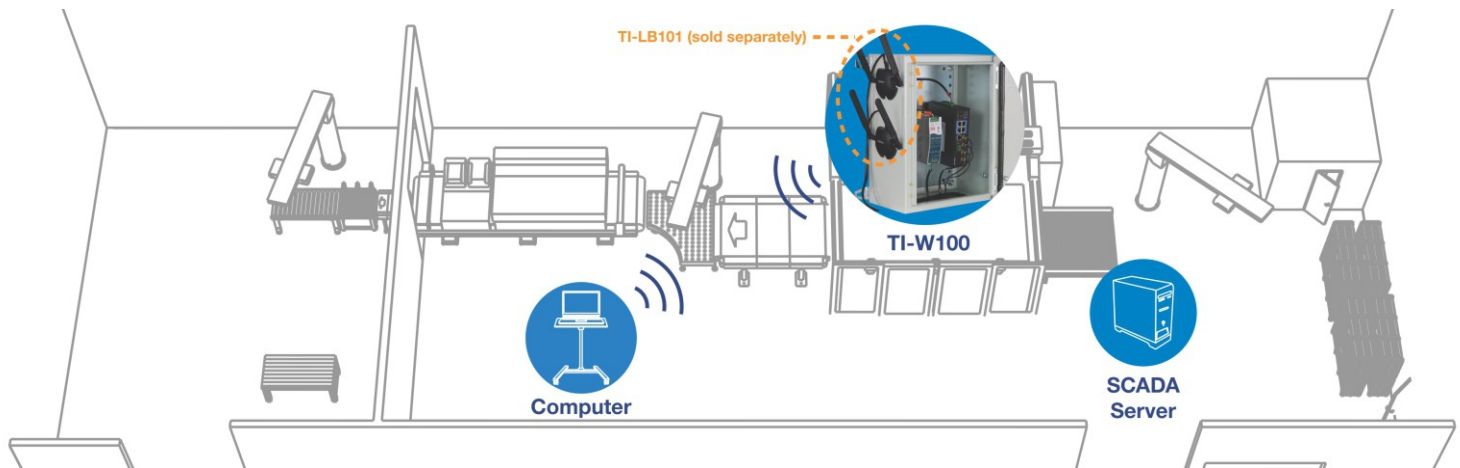 TI-LB101 (sold separately)
TI-W100
Computer
SCADA
Server